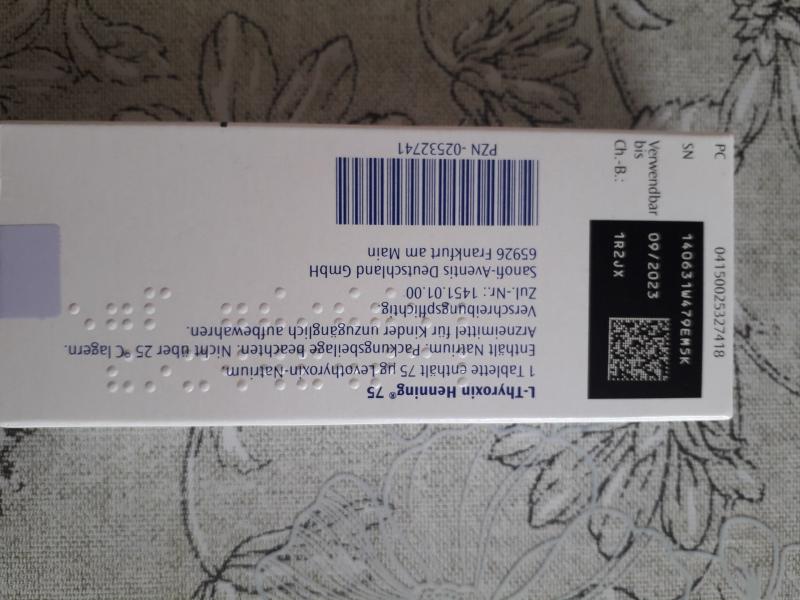 L-Thyroxin Henning® 75
1 Tablette enthält 75 µg Levothyroxin-Natrium.
Enthält Natrium. Packungsbeilage beachten. Nicht über 25 °C lagern.
Arzneimittel für Kinder unzugänglich aufbewahren.
Verschreibungspflichtig
Zul.-Nr.: 1451.01.00
Sanofi-Aventis Deutschland GmbH
65926 Frankfurt am Main
PZN -02532741
PC 04150025327418
SN 140631W479EW5K
Verwendbar
bis 09/2023
Ch.-B.: 1R2JX